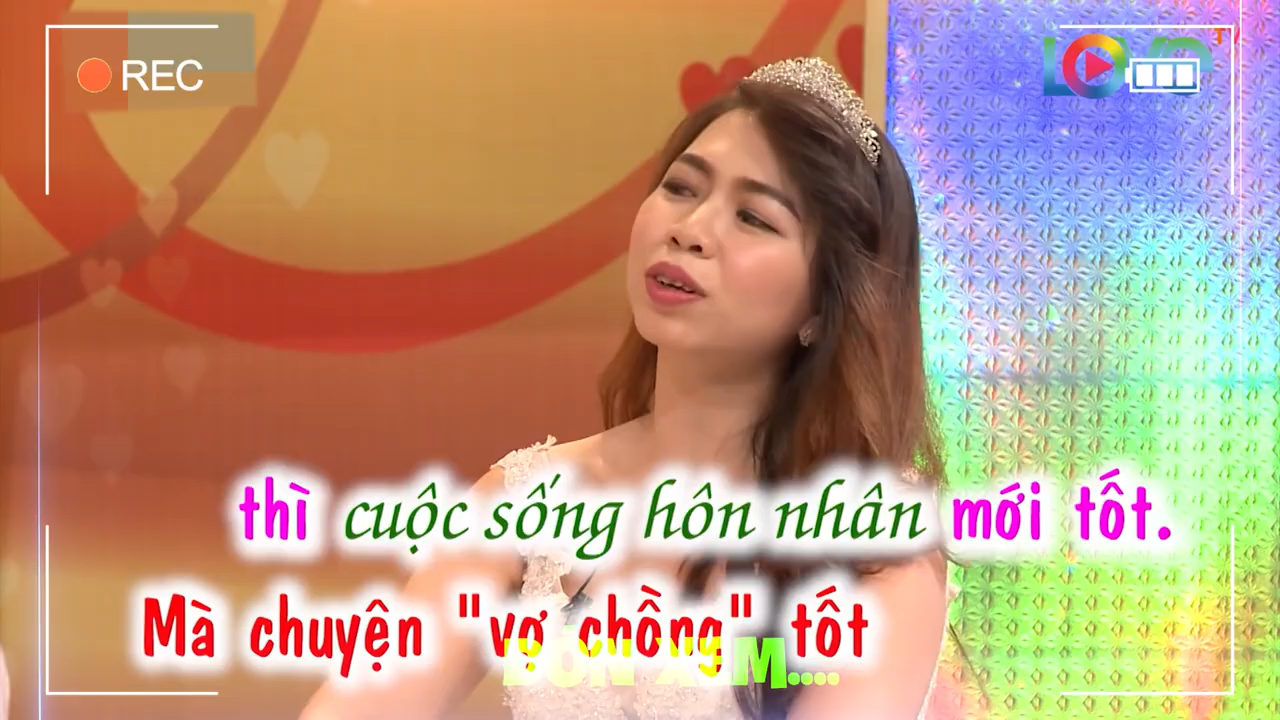 REC
thì cuộc sống hôn nhân mới tốt.
Mà chuyện "vợ chồng" tốt